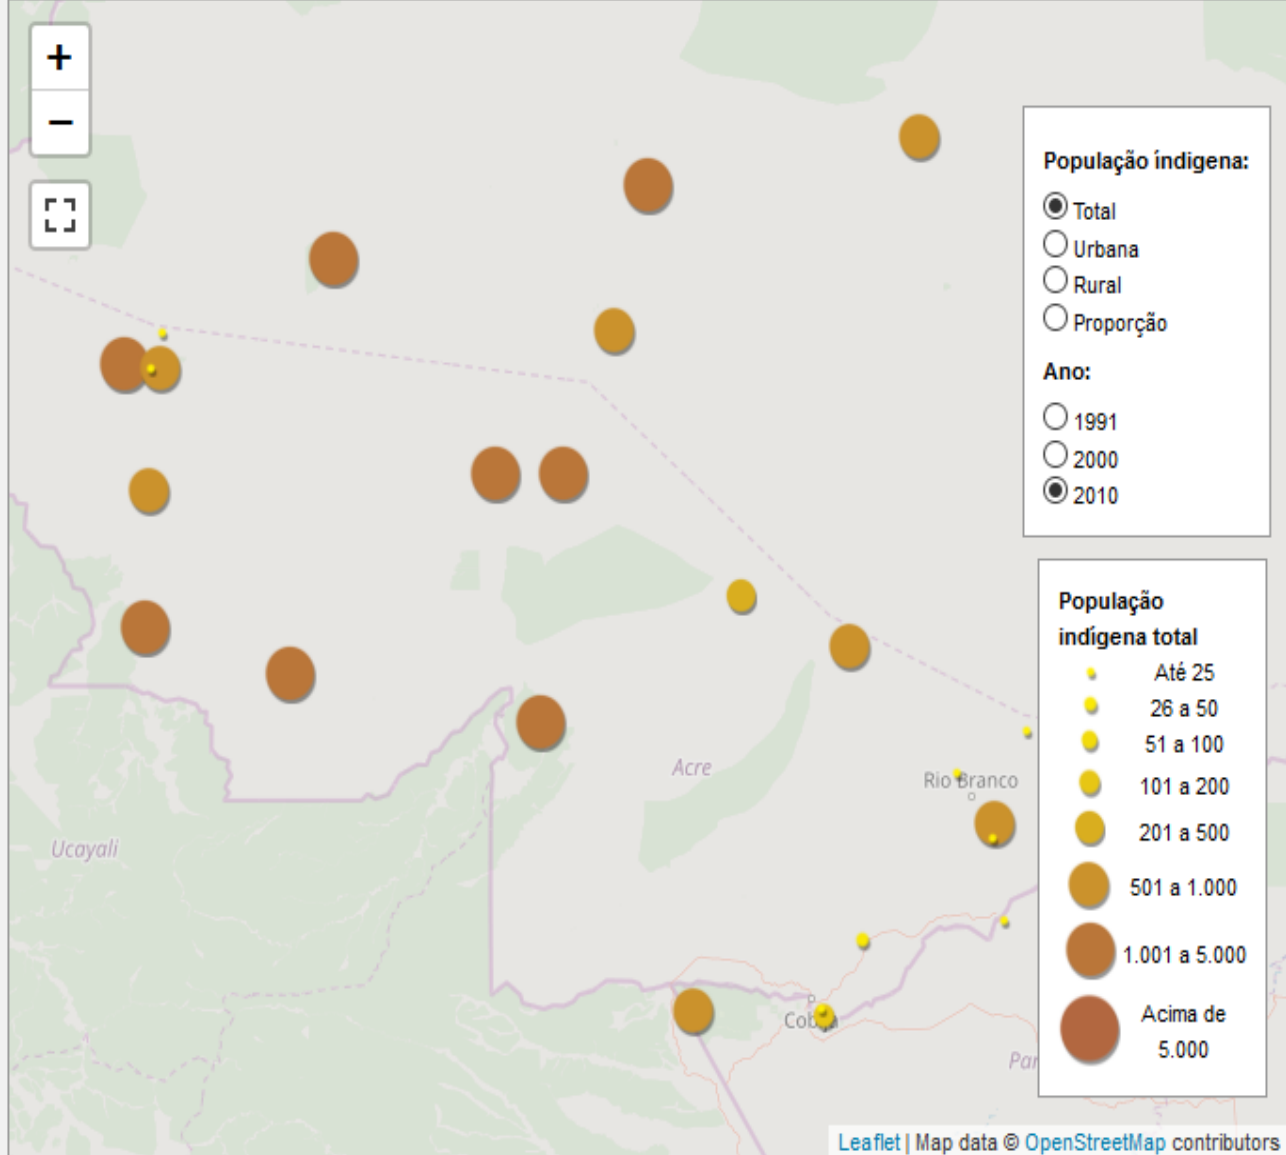 +
−
População índigena:
Total
Urbana
Rural
Proporção
Ano:
1991
2000
2010
População
indígena total
Até 25
26 a 50
51 a 100
101 a 200
201 a 500
501 a 1.000
1.001 a 5.000
Acima de
5.000
Acre
Rio Branco
Ucayali
Leaflet | Map data © OpenStreetMap contributors